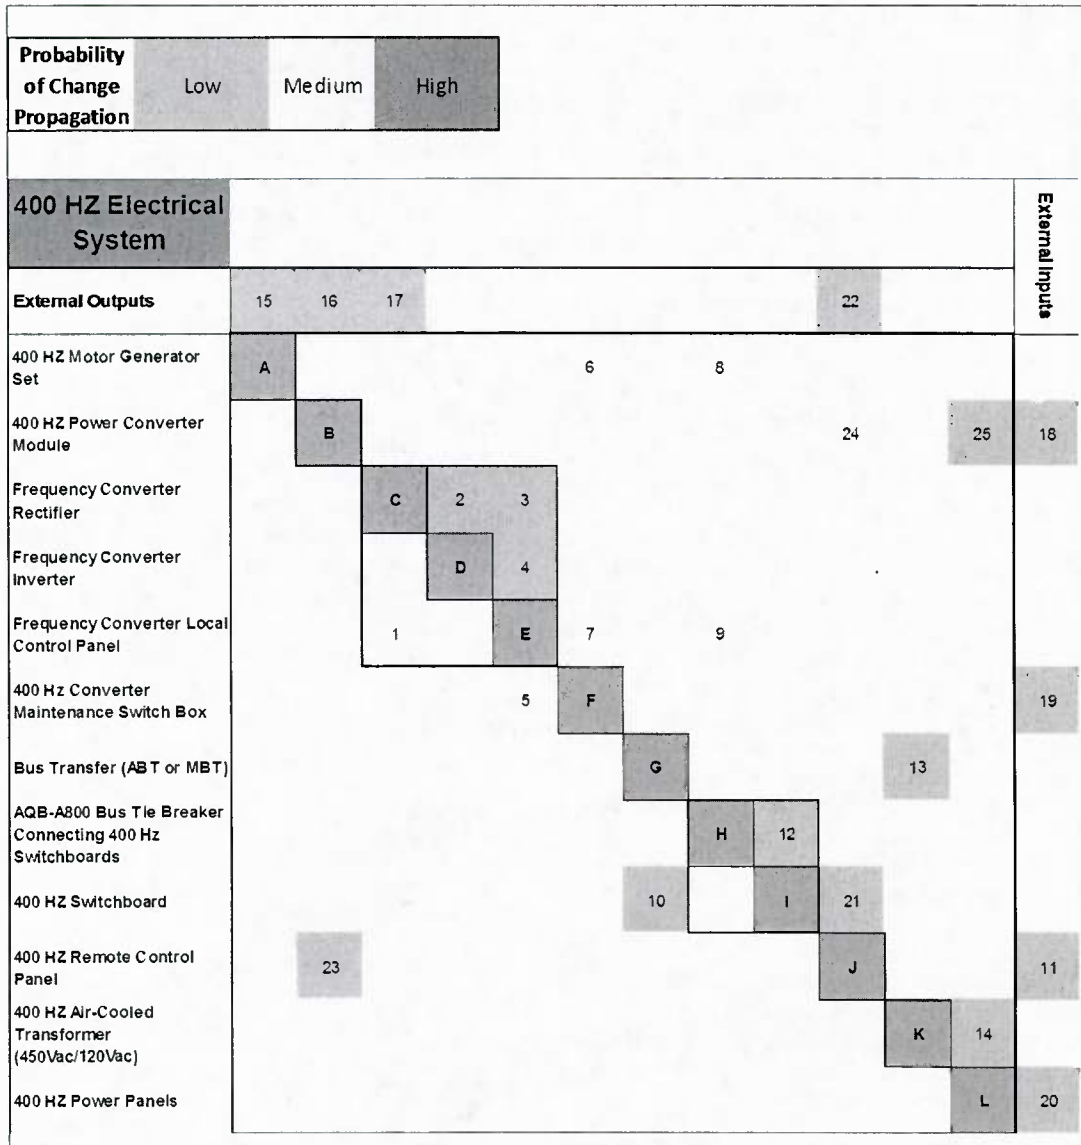 Probability
of Change
Propagation
Low
Medium
High
400 HZ Electrical
System
External Inputs
External Outputs
15
16
17
22
400 HZ Motor Generator
Set
A
6
8
400 HZ Power Converter
Module
B
24
25
18
Frequency Converter
Rectifier
C
2
3
Frequency Converter
Inverter
D
4
Frequency Converter Local
Control Panel
1
E
7
9
400 Hz Converter
Maintenance Switch Box
5
F
19
Bus Transfer (ABT or MBT)
G
13
AQB-A800 Bus Tie Breaker
Connecting 400 Hz
Switchboards
H
12
400 HZ Switchboard
10
I
21
400 HZ Remote Control
Panel
23
J
11
400 HZ Air-Cooled
Transformer
(450Vac/120Vac)
K
14
400 HZ Power Panels
L
20